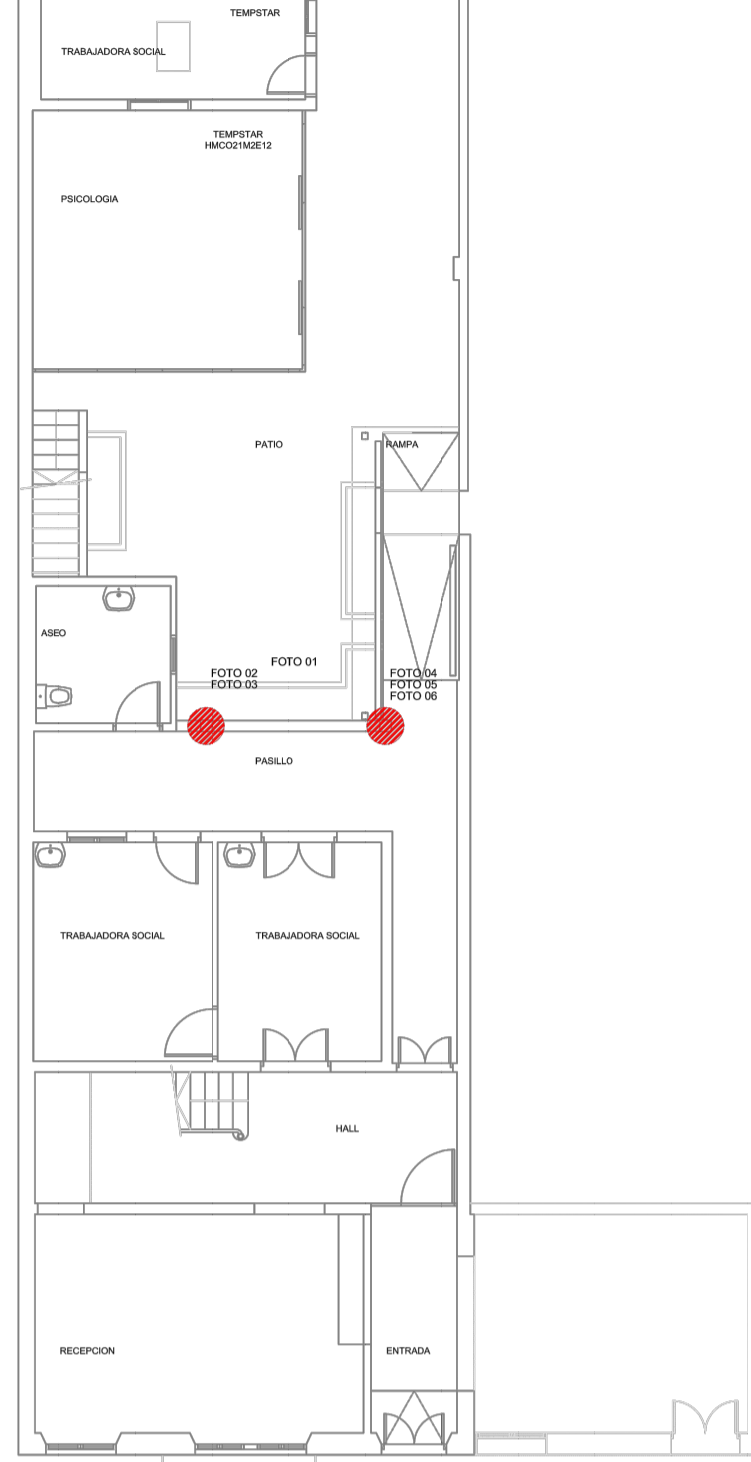 TEMPSTAR
TRABAJADORA SOCIAL
TEMPSTAR
HMCO21M2E12
PSICOLOGIA
PATIO
RAMPA
ASEO
FOTO 01
FOTO 02
FOTO 03
FOTO 04
FOTO 05
FOTO 06
PASILLO
TRABAJADORA SOCIAL
TRABAJADORA SOCIAL
HALL
RECEPCION
ENTRADA